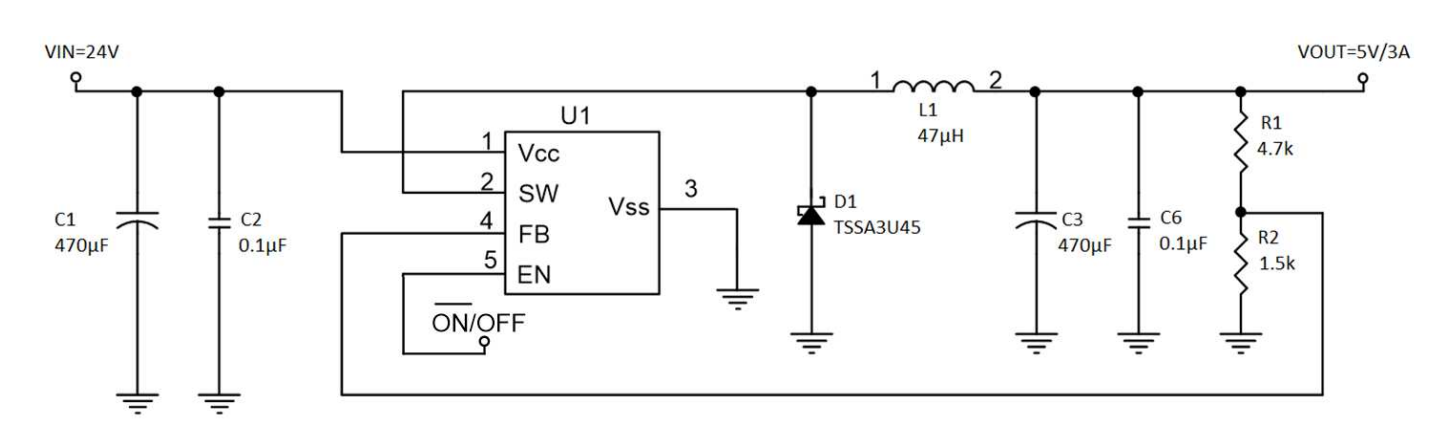 VIN=24V
VOUT=5V/3A
1
2
L1
47µH
U1
R1
4.7k
1
Vcc
2
SW
Vss
3
4
FB
5
EN
D1
TSSA3U45
C1
470µF
C2
0.1µF
C3
470µF
C6
0.1µF
R2
1.5k
ON/OFF